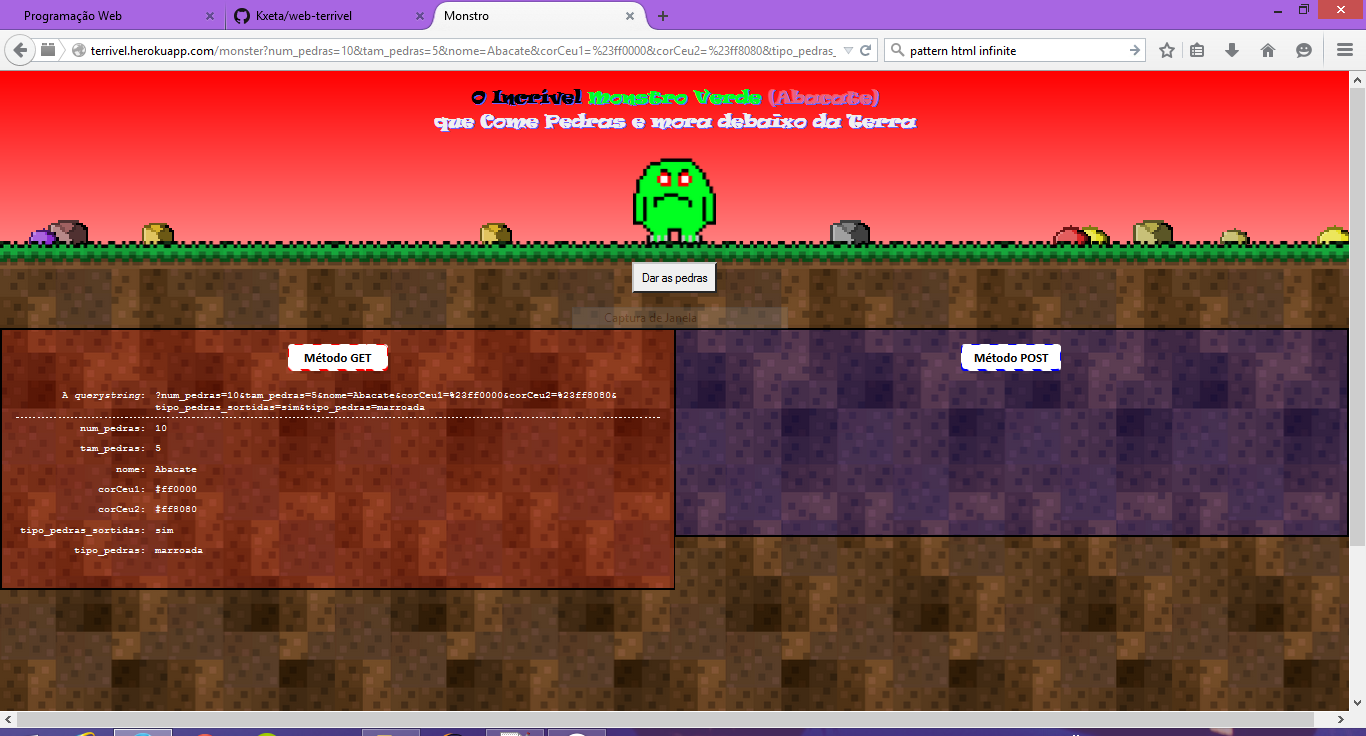 Programação Web
Kxeta/web-terrivel
Monstro
terrivel.herokuapp.com/monster?num_pedras=10&tam_pedras=5&nome=Abacate&corCeu1=%23ff0000&corCeu2=%23ff8080&tipo_pedras_
pattern html infinite
O Incrível Monstro Verde (Abacate)
que Come Pedras e mora debaixo da Terra
Dar as pedras
Captura de Janela
Método GET
A querystring: ?num_pedras=10&tam_pedras=5&nome=Abacate&corCeu1=%23ff0000&corCeu2=%23ff8080&
tipo_pedras_sortidas=sim&tipo_pedras=marroada
num_pedras: 10
tam_pedras: 5
nome: Abacate
corCeu1: #ff0000
corCeu2: #ff8080
tipo_pedras_sortidas: sim
tipo_pedras: marroada
Método POST